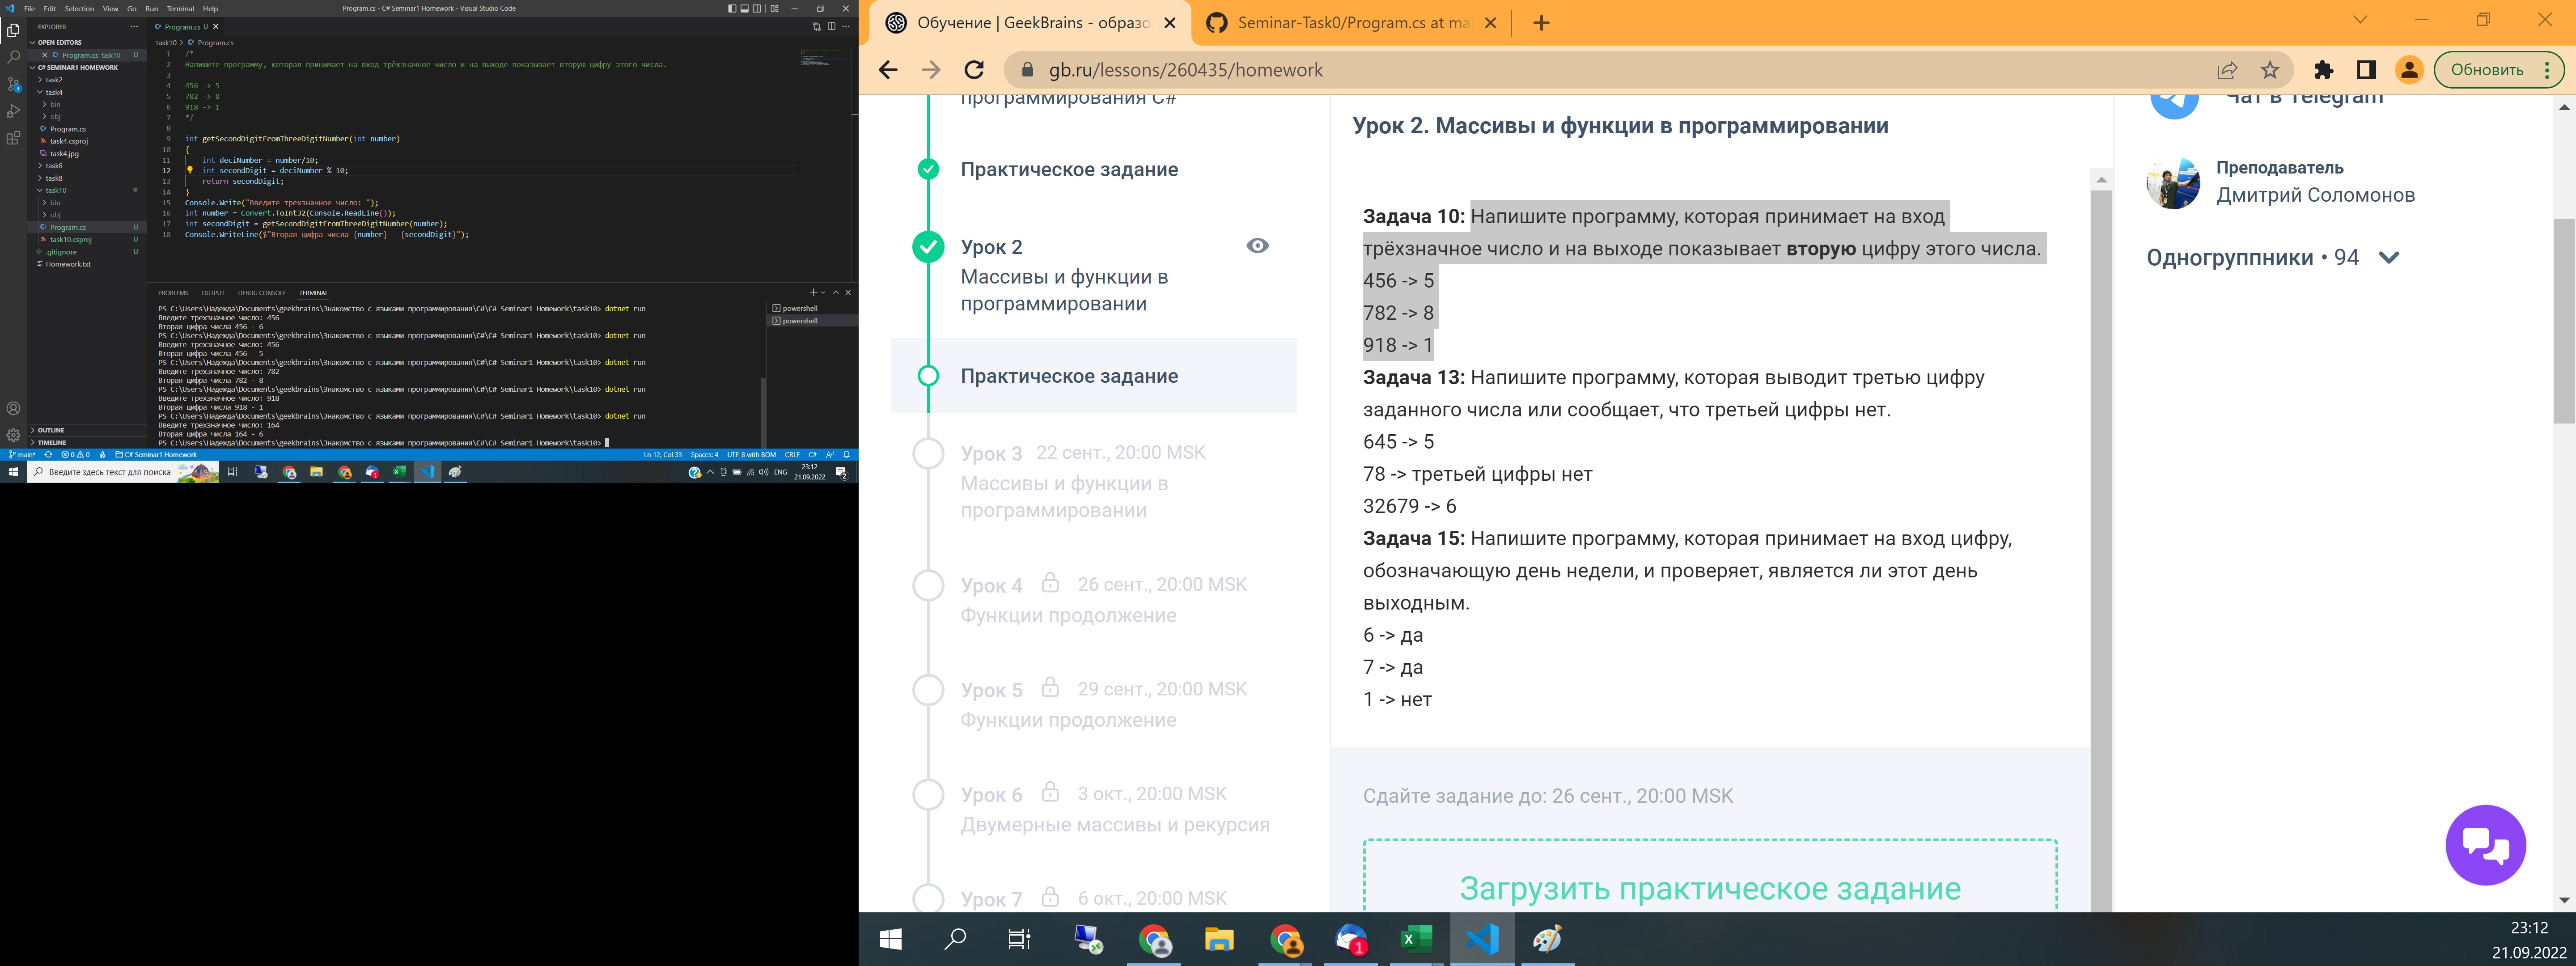 File Edit Selection View Go Run Terminal Help
Program.cs - C# Seminar1 Homework - Visual Studio Code
EXPLORER
OPEN EDITORS
Program.cs task10 U
C# SEMINAR1 HOMEWORK
task2
task4
bin
obj
Program.cs
task4.csproj
task4.jpg
task6
task8
task10
bin
obj
Program.cs U
task10.csproj U
.gitignore U
Homework.txt
OUTLINE
TIMELINE
Program.cs U
task10 > Program.cs
1 /*
2 Напишите программу, которая принимает на вход трёхзначное число и на выходе показывает вторую цифру этого числа.
3
4 456 -> 5
5 782 -> 8
6 918 -> 1
7 */
8
9 int getSecondDigitFromThreeDigitNumber(int number)
10 {
11 int deciNumber = number/10;
12 int secondDigit = deciNumber % 10;
13 return secondDigit;
14 }
15 Console.Write("Введите трехзначное число: ");
16 int number = Convert.ToInt32(Console.ReadLine());
17 int secondDigit = getSecondDigitFromThreeDigitNumber(number);
18 Console.WriteLine($"Вторая цифра числа {number} - {secondDigit}");
PROBLEMS OUTPUT DEBUG CONSOLE TERMINAL
powershell
powershell
PS C:\Users\Надежда\Documents\geekbrains\Знакомство с языками программирования\C#\C# Seminar1 Homework\task10> dotnet run
Введите трехзначное число: 456
Вторая цифра числа 456 - 6
PS C:\Users\Надежда\Documents\geekbrains\Знакомство с языками программирования\C#\C# Seminar1 Homework\task10> dotnet run
Введите трехзначное число: 456
Вторая цифра числа 456 - 5
PS C:\Users\Надежда\Documents\geekbrains\Знакомство с языками программирования\C#\C# Seminar1 Homework\task10> dotnet run
Введите трехзначное число: 782
Вторая цифра числа 782 - 8
PS C:\Users\Надежда\Documents\geekbrains\Знакомство с языками программирования\C#\C# Seminar1 Homework\task10> dotnet run
Введите трехзначное число: 918
Вторая цифра числа 918 - 1
PS C:\Users\Надежда\Documents\geekbrains\Знакомство с языками программирования\C#\C# Seminar1 Homework\task10> dotnet run
Введите трехзначное число: 164
Вторая цифра числа 164 - 6
PS C:\Users\Надежда\Documents\geekbrains\Знакомство с языками программирования\C#\C# Seminar1 Homework\task10>
main* 0 0 C# Seminar1 Homework
Ln 12, Col 33 Spaces: 4 UTF-8 with BOM CRLF C#
Введите здесь текст для поиска
ENG
23:12
21.09.2022
2
Обучение | GeekBrains - образо
Seminar-Task0/Program.cs at ma
gb.ru/lessons/260435/homework
Обновить
программирования C#
Практическое задание
Урок 2
Массивы и функции в
программировании
Практическое задание
Урок 3 22 сент., 20:00 MSK
Массивы и функции в
программировании
Урок 4 26 сент., 20:00 MSK
Функции продолжение
Урок 5 29 сент., 20:00 MSK
Функции продолжение
Урок 6 3 окт., 20:00 MSK
Двумерные массивы и рекурсия
Урок 7 6 окт., 20:00 MSK
Урок 2. Массивы и функции в программировании
Задача 10: Напишите программу, которая принимает на вход
трёхзначное число и на выходе показывает вторую цифру этого числа.
456 -> 5
782 -> 8
918 -> 1
Задача 13: Напишите программу, которая выводит третью цифру
заданного числа или сообщает, что третьей цифры нет.
645 -> 5
78 -> третьей цифры нет
32679 -> 6
Задача 15: Напишите программу, которая принимает на вход цифру,
обозначающую день недели, и проверяет, является ли этот день
выходным.
6 -> да
7 -> да
1 -> нет
Сдайте задание до: 26 сент., 20:00 MSK
Загрузить практическое задание
Чат в Telegram
Преподаватель
Дмитрий Соломонов
Одногруппники • 94
1
23:12
21.09.2022